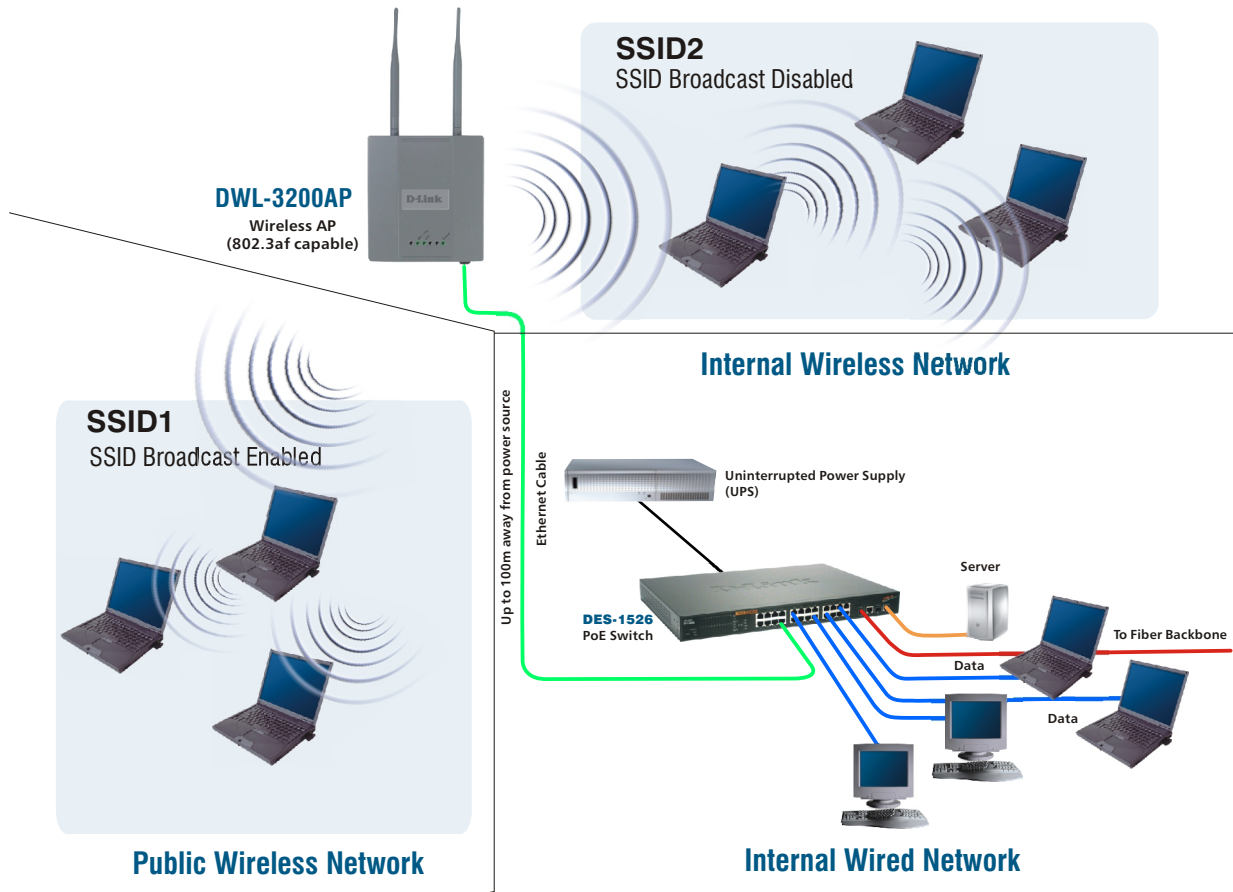 SSID2
SSID Broadcast Disabled
D-Link
DWL-3200AP
Wireless AP
(802.3af capable)
Internal Wireless Network
SSID1
SSID Broadcast Enabled
Up to 100m away from power source
Ethernet Cable
Uninterrupted Power Supply
(UPS)
D-Link
Server
DES-1526
PoE Switch
To Fiber Backbone
Data
Data
Public Wireless Network
Internal Wired Network